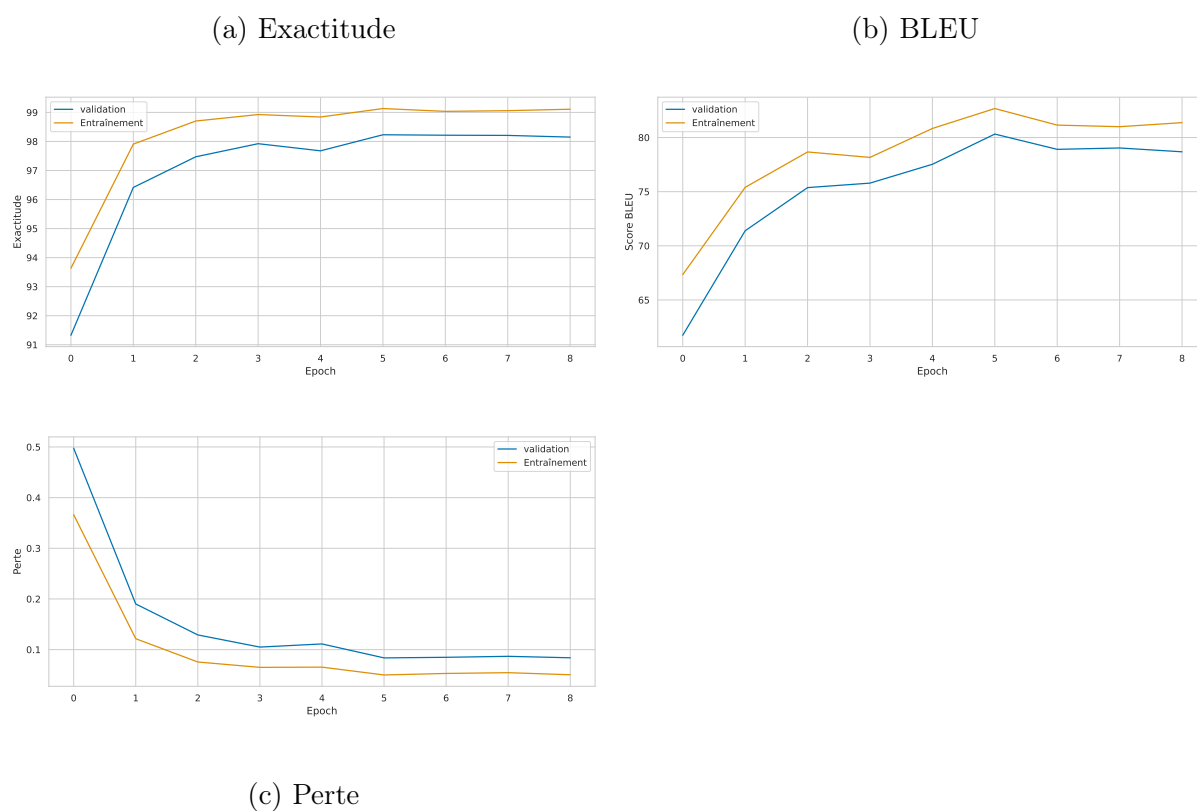 (a) Exactitude
(b) BLEU
validation
Entraînement
99
98
97
96
95
94
93
92
91
Exactitude
0 1 2 3 4 5 6 7 8
Epoch
validation
Entraînement
80
75
70
65
Score BLEU
0 1 2 3 4 5 6 7 8
Epoch
validation
Entraînement
0.5
0.4
0.3
0.2
0.1
Perte
0 1 2 3 4 5 6 7 8
Epoch
(c) Perte